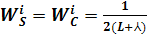 W_S^i = W_C^i = 1/2(L+λ)